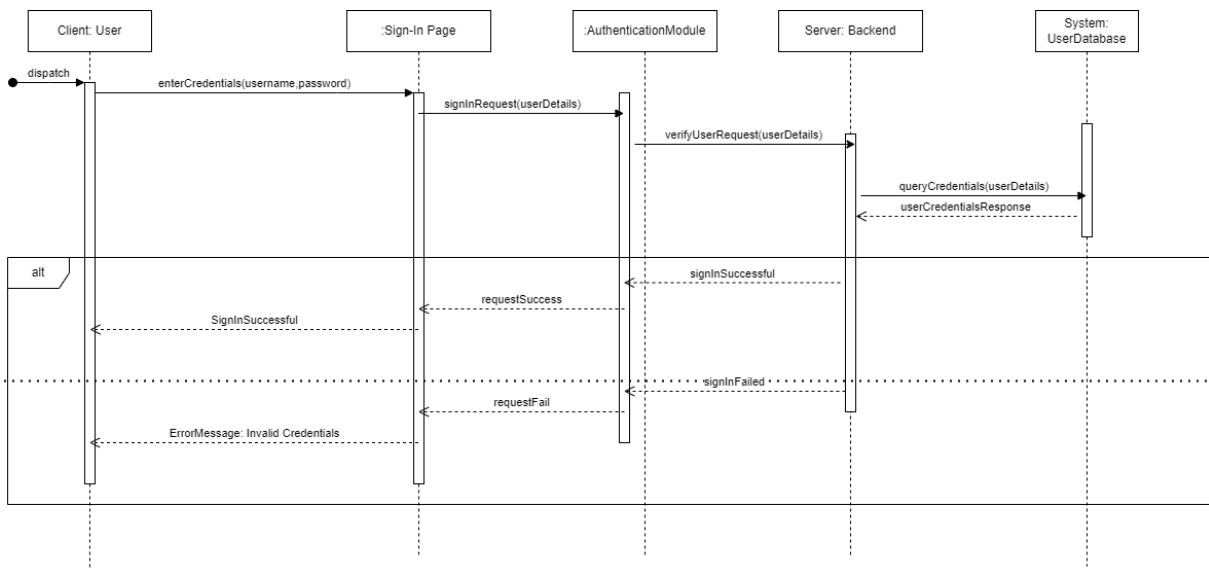 Client: User
:Sign-In Page
:AuthenticationModule
Server: Backend
System:
UserDatabase
dispatch
enterCredentials(username,password)
signInRequest(userDetails)
verifyUserRequest(userDetails)
queryCredentials(userDetails)
userCredentialsResponse
alt
signInSuccessful
requestSuccess
SignInSuccessful
signInFailed
requestFail
ErrorMessage: Invalid Credentials